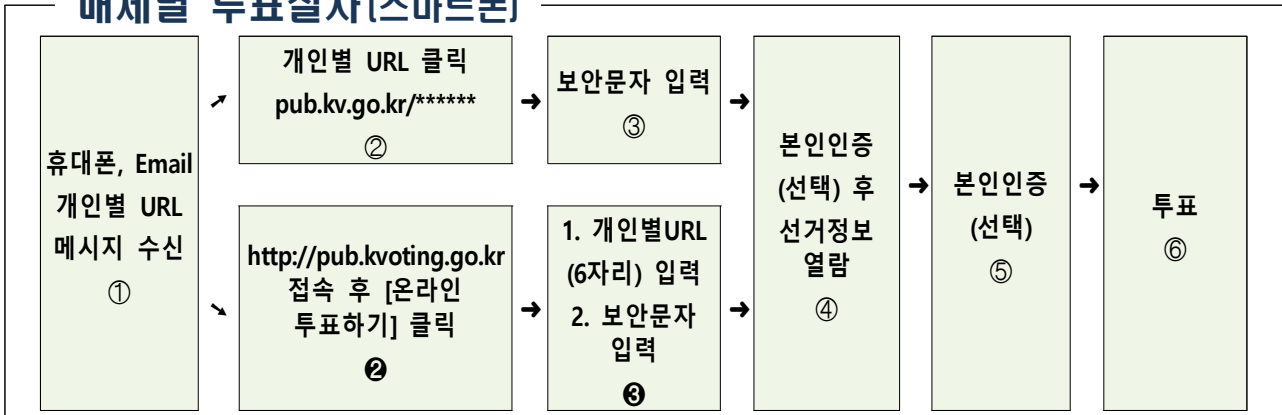 매체별 투표절차(스마트폰)
휴대폰, Email
개인별 URL
메시지 수신
①
➚
개인별 URL 클릭
pub.kv.go.kr/******
②
➜
보안문자 입력
③
➜
➘
http://pub.kvoting.go.kr
접속 후 [온라인
투표하기] 클릭
❷
➜
1. 개인별URL
(6자리) 입력
2. 보안문자
입력
❸
➜
본인인증
(선택) 후
선거정보
열람
④
➜
본인인증
(선택)
⑤
➜
투표
⑥